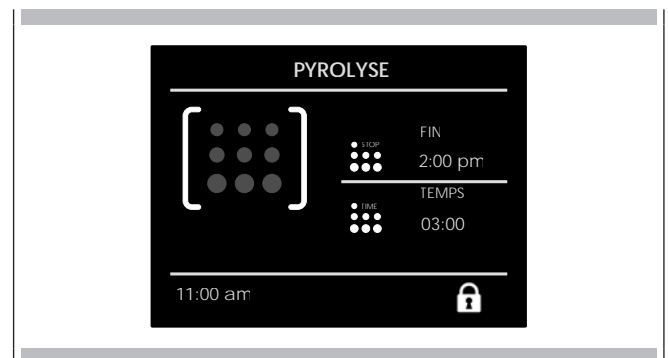 PYROLYSE
STOP
FIN
2:00 pm
TIME
TEMPS
03:00
11:00 am